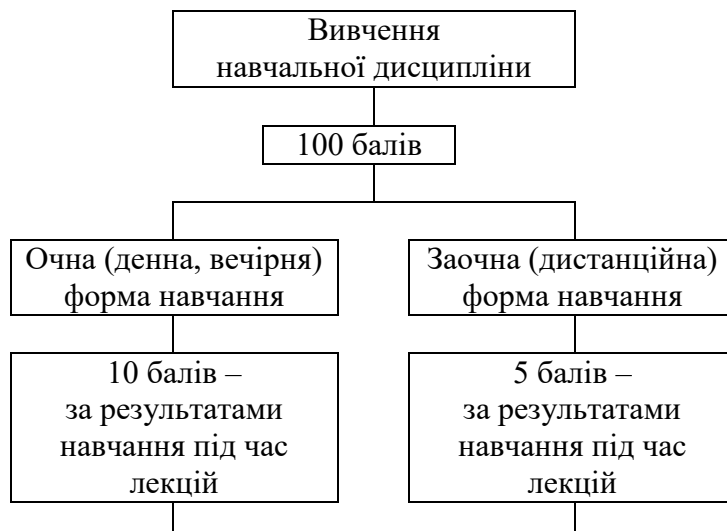 Вивчення
навчальної дисципліни
100 балів
Очна (денна, вечірня)
форма навчання
Заочна (дистанційна)
форма навчання
10 балів –
за результатами
навчання під час
лекцій
5 балів –
за результатами
навчання під час
лекцій